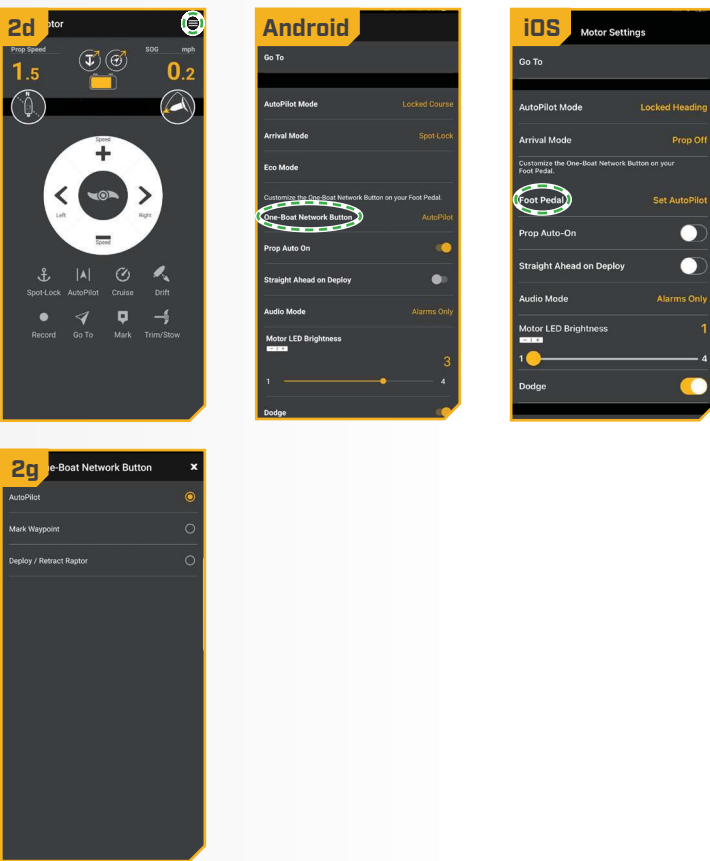 2d
otor
Prop Speed
SOG mph
1.5
0.2
N
Speed
+
Left
Right
Speed
Spot-Lock AutoPilot Cruise Drift
Record Go To Mark Trim/Stow
Android
Go To
AutoPilot Mode Locked Course
Arrival Mode Spot-Lock
Eco Mode
Customize the One-Boat Network Button on your Foot Pedal.
One-Boat Network Button AutoPilot
Prop Auto On
Straight Ahead on Deploy
Audio Mode Alarms Only
Motor LED Brightness
- | +
3
1 4
Dodge
iOS
Motor Settings
Go To
AutoPilot Mode Locked Heading
Arrival Mode Prop Off
Customize the One-Boat Network Button on your
Foot Pedal.
Foot Pedal Set AutoPilot
Prop Auto-On
Straight Ahead on Deploy
Audio Mode Alarms Only
Motor LED Brightness 1
- | +
1 4
Dodge
2g
e-Boat Network Button x
AutoPilot
Mark Waypoint
Deploy / Retract Raptor